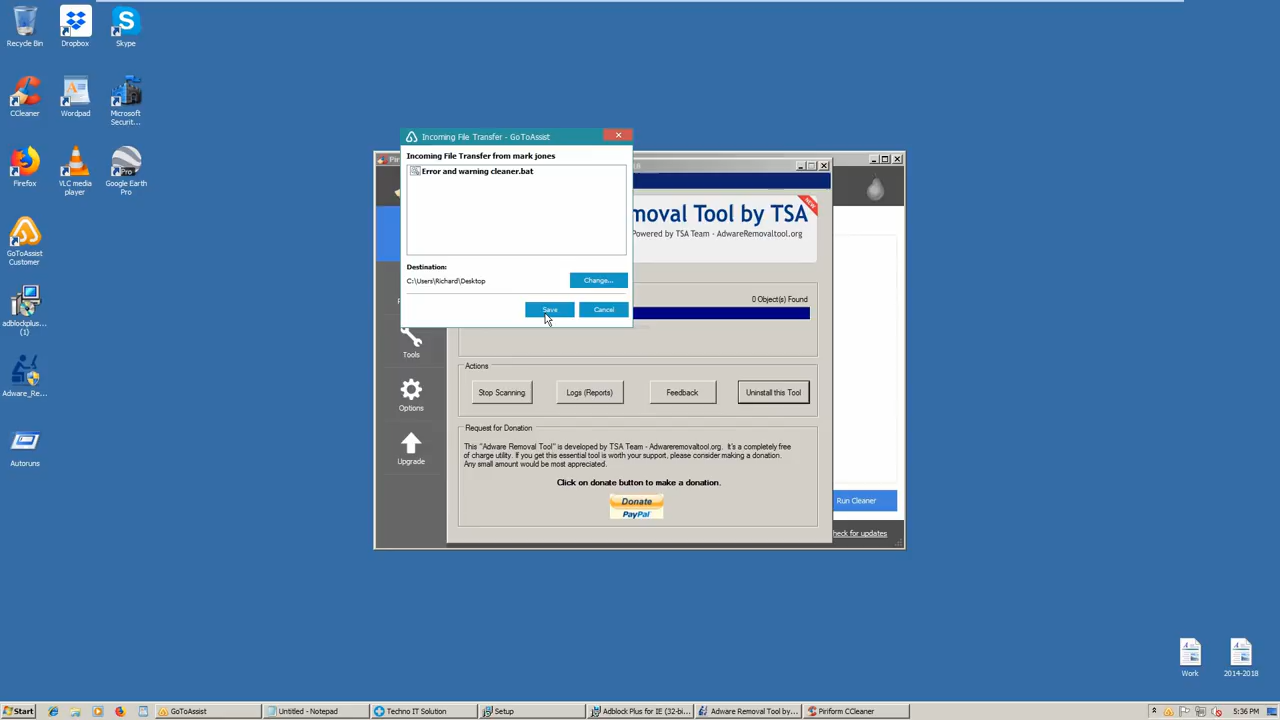 Recycle Bin
Dropbox
Skype
CCleaner
Wordpad
Microsoft
Securit...
Firefox
VLC media
player
Google Earth
Pro
GoToAssist
Customer
adblockplus...
(1)
Adware_Re...
Autoruns
Incoming File Transfer - GoToAssist
Incoming File Transfer from mark jones
Error and warning cleaner.bat
Destination:
C:\Users\Richard\Desktop
Change...
Save
Cancel
Piri
moval Tool by TSA
NEW
Powered by TSA Team - AdwareRemovaltool.org
0 Object(s) Found
Tools
Options
Upgrade
Actions
Stop Scanning
Logs (Reports)
Feedback
Uninstall this Tool
Request for Donation
This "Adware Removal Tool" is developed by TSA Team - Adwareremovaltool.org. It's a completely free
of charge utility. If you get this essential tool is worth your support, please consider making a donation.
Any small amount would be most appreciated.
Click on donate button to make a donation.
Donate
PayPal
Run Cleaner
heck for updates
Work
2014-2018
Start
GoToAssist
Untitled - Notepad
Techno IT Solution
Setup
Adblock Plus for IE (32-bi...
Adware Removal Tool by...
Piriform CCleaner
5:36 PM